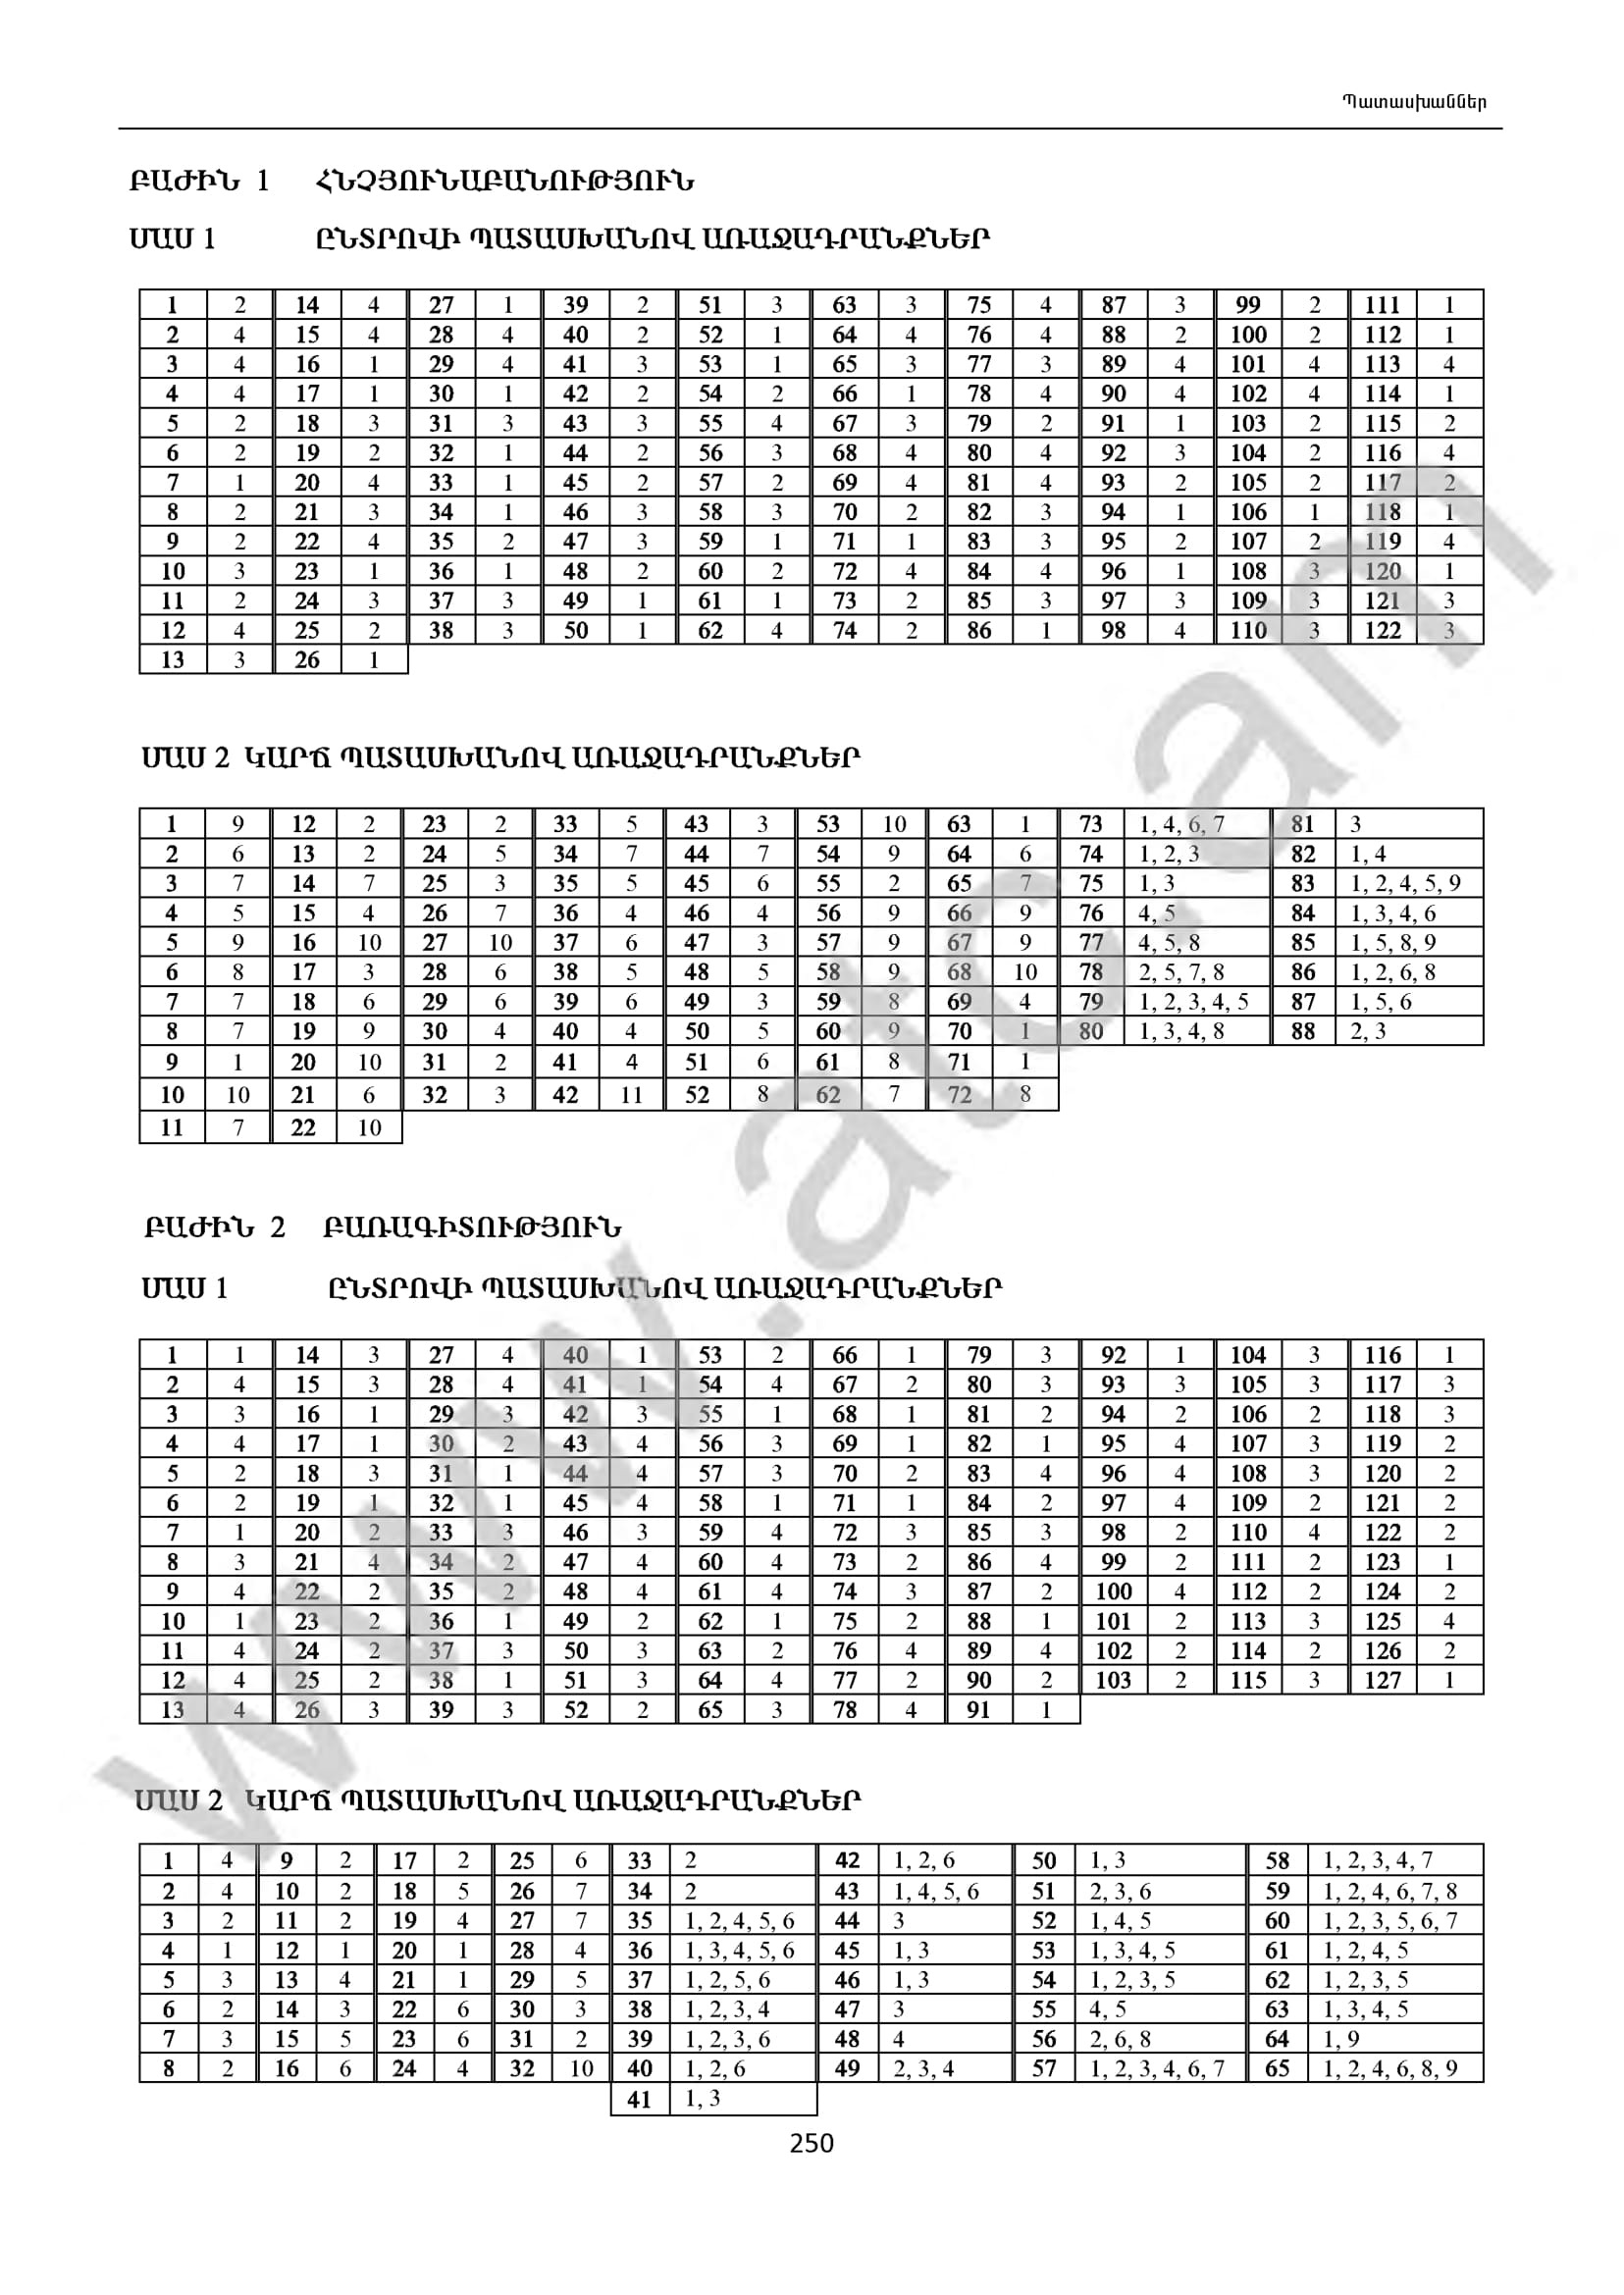 Պատասխաններ
ԲԱԺԻՆ 1 ՀՆՉՅՈՒՆԱԲԱՆՈՒԹՅՈՒՆ
ՄԱՍ 1 ԸՆՏՐՈՎԻ ՊԱՏԱՍԽԱՆՈՎ ԱՌԱՋԱԴՐԱՆՔՆԵՐ
1 2 14 4 27 1 39 2 51 3 63 3 75 4 87 3 99 2 111 1
2 4 15 4 28 4 40 2 52 1 64 4 76 4 88 2 100 2 112 1
3 4 16 1 29 4 41 3 53 1 65 3 77 3 89 4 101 4 113 4
4 4 17 1 30 1 42 2 54 2 66 1 78 4 90 4 102 4 114 1
5 2 18 3 31 3 43 3 55 4 67 3 79 2 91 1 103 2 115 2
6 2 19 2 32 1 44 2 56 3 68 4 80 4 92 3 104 2 116 4
7 1 20 4 33 1 45 2 57 2 69 4 81 4 93 2 105 2 117 2
8 2 21 3 34 1 46 3 58 3 70 2 82 3 94 1 106 1 118 1
9 2 22 4 35 2 47 3 59 1 71 1 83 3 95 2 107 2 119 4
10 3 23 1 36 1 48 2 60 2 72 4 84 4 96 1 108 3 120 1
11 2 24 3 37 3 49 1 61 1 73 2 85 3 97 3 109 3 121 3
12 4 25 2 38 3 50 1 62 4 74 2 86 1 98 4 110 3 122 3
13 3 26 1
ՄԱՍ 2 ԿԱՐՃ ՊԱՏԱՍԽԱՆՈՎ ԱՌԱՋԱԴՐԱՆՔՆԵՐ
1 9 12 2 23 2 33 5 43 3 53 10 63 1 73 1, 4, 6, 7 81 3
2 6 13 2 24 5 34 7 44 7 54 9 64 6 74 1, 2, 3 82 1, 4
3 7 14 7 25 3 35 5 45 6 55 2 65 7 75 1, 3 83 1, 2, 4, 5, 9
4 5 15 4 26 7 36 4 46 4 56 9 66 9 76 4, 5 84 1, 3, 4, 6
5 9 16 10 27 10 37 6 47 3 57 9 67 9 77 4, 5, 8 85 1, 5, 8, 9
6 8 17 3 28 6 38 5 48 5 58 9 68 10 78 2, 5, 7, 8 86 1, 2, 6, 8
7 7 18 6 29 6 39 6 49 3 59 8 69 4 79 1, 2, 3, 4, 5 87 1, 5, 6
8 7 19 9 30 4 40 4 50 5 60 9 70 1 80 1, 3, 4, 8 88 2, 3
9 1 20 10 31 2 41 4 51 6 61 8 71 1
10 10 21 6 32 3 42 11 52 8 62 7 72 8
11 7 22 10
ԲԱԺԻՆ 2 ԲԱՌԱԳԻՏՈՒԹՅՈՒՆ
ՄԱՍ 1 ԸՆՏՐՈՎԻ ՊԱՏԱՍԽԱՆՈՎ ԱՌԱՋԱԴՐԱՆՔՆԵՐ
1 1 14 3 27 4 40 1 53 2 66 1 79 3 92 1 104 3 116 1
2 4 15 3 28 4 41 1 54 4 67 2 80 3 93 3 105 3 117 3
3 3 16 1 29 3 42 3 55 1 68 1 81 2 94 2 106 2 118 3
4 4 17 1 30 2 43 4 56 3 69 1 82 1 95 4 107 3 119 2
5 2 18 3 31 1 44 4 57 3 70 2 83 4 96 4 108 3 120 2
6 2 19 1 32 1 45 4 58 1 71 1 84 2 97 4 109 2 121 2
7 1 20 2 33 3 46 3 59 4 72 3 85 3 98 2 110 4 122 2
8 3 21 4 34 2 47 4 60 4 73 2 86 4 99 2 111 2 123 1
9 4 22 2 35 2 48 4 61 4 74 3 87 2 100 4 112 2 124 2
10 1 23 2 36 1 49 2 62 1 75 2 88 1 101 2 113 3 125 4
11 4 24 2 37 3 50 3 63 2 76 4 89 4 102 2 114 2 126 2
12 4 25 2 38 1 51 3 64 4 77 2 90 2 103 2 115 3 127 1
13 4 26 3 39 3 52 2 65 3 78 4 91 1
ՄԱՍ 2 ԿԱՐՃ ՊԱՏԱՍԽԱՆՈՎ ԱՌԱՋԱԴՐԱՆՔՆԵՐ
1 4 9 2 17 2 25 6 33 2 42 1, 2, 6 50 1, 3 58 1, 2, 3, 4, 7
2 4 10 2 18 5 26 7 34 2 43 1, 4, 5, 6 51 2, 3, 6 59 1, 2, 4, 6, 7, 8
3 2 11 2 19 4 27 7 35 1, 2, 4, 5, 6 44 3 52 1, 4, 5 60 1, 2, 3, 5, 6, 7
4 1 12 1 20 1 28 4 36 1, 3, 4, 5, 6 45 1, 3 53 1, 3, 4, 5 61 1, 2, 4, 5
5 3 13 4 21 1 29 5 37 1, 2, 5, 6 46 1, 3 54 1, 2, 3, 5 62 1, 2, 3, 5
6 2 14 3 22 6 30 3 38 1, 2, 3, 4 47 3 55 4, 5 63 1, 3, 4, 5
7 3 15 5 23 6 31 2 39 1, 2, 3, 6 48 4 56 2, 6, 8 64 1, 9
8 2 16 6 24 4 32 10 40 1, 2, 6 49 2, 3, 4 57 1, 2, 3, 4, 6, 7 65 1, 2, 4, 6, 8, 9
41 1, 3
250
www.atc.am